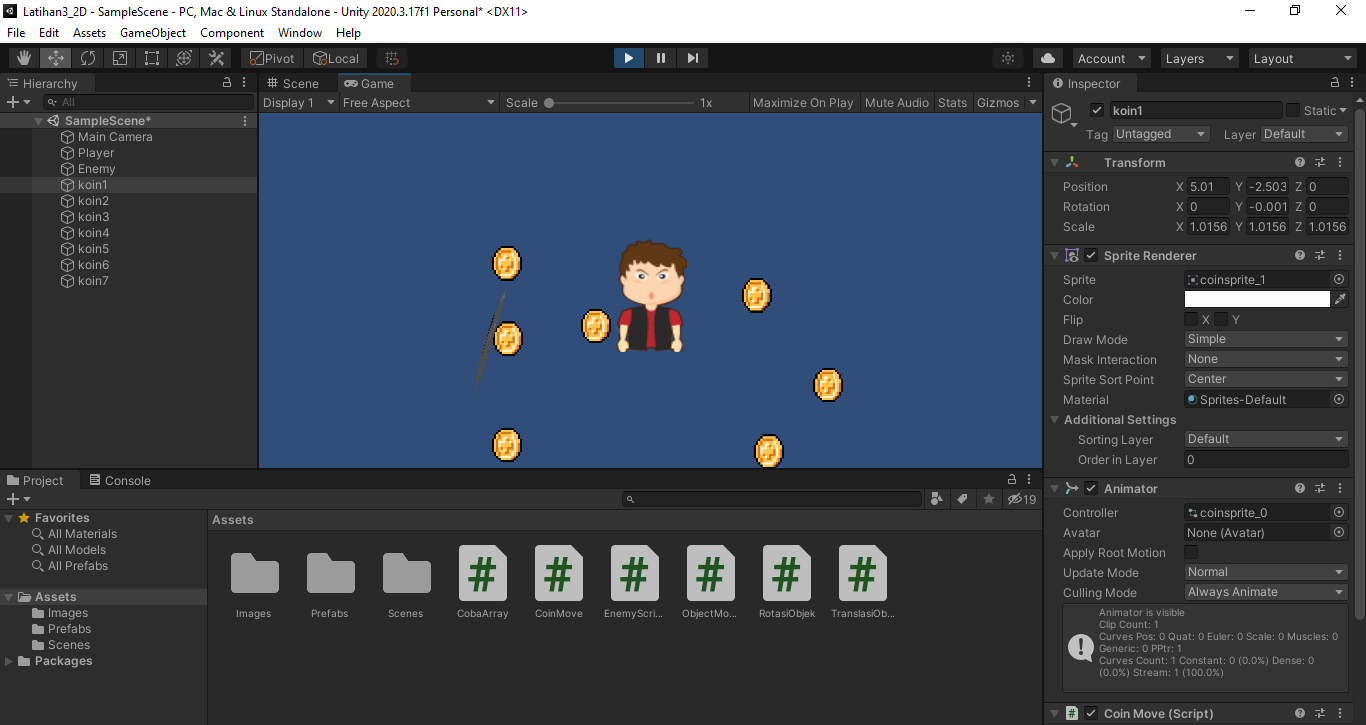 Latihan3_2D - SampleScene - PC, Mac & Linux Standalone - Unity 2020.3.17f1 Personal* <DX11>
File Edit Assets GameObject Component Window Help
Pivot Local Account Layers Layout
Hierarchy
All
SampleScene*
Main Camera
Player
Enemy
koin1
koin2
koin3
koin4
koin5
koin6
koin7
Scene Game
Display 1 Free Aspect Scale 1x Maximize On Play Mute Audio Stats Gizmos
Inspector
koin1 Static
Tag Untagged Layer Default
Transform
Position X 5.01 Y -2.503 Z 0
Rotation X 0 Y -0.001 Z 0
Scale X 1.0156 Y 1.0156 Z 1.0156
Sprite Renderer
Sprite coinsprite_1
Color
Flip X Y
Draw Mode Simple
Mask Interaction None
Sprite Sort Point Center
Material Sprites-Default
Additional Settings
Sorting Layer Default
Order in Layer 0
Animator
Controller coinsprite_0
Avatar None (Avatar)
Apply Root Motion
Update Mode Normal
Culling Mode Always Animate
Animator is visible
Clip Count: 1
Curves Pos: 0 Quat: 0 Euler: 0 Scale: 0 Muscles: 0
Generic: 0 PPtr: 1
Curves Count: 1 Constant: 0 (0.0%) Dense: 0
(0.0%) Stream: 1 (100.0%)
Coin Move (Script)
Project Console
19
Favorites
All Materials
All Models
All Prefabs
Assets
Images
Prefabs
Scenes
Packages
Assets
Images Prefabs Scenes CobaArray CoinMove EnemyScri... ObjectMo... RotasiObjek TranslasiOb...